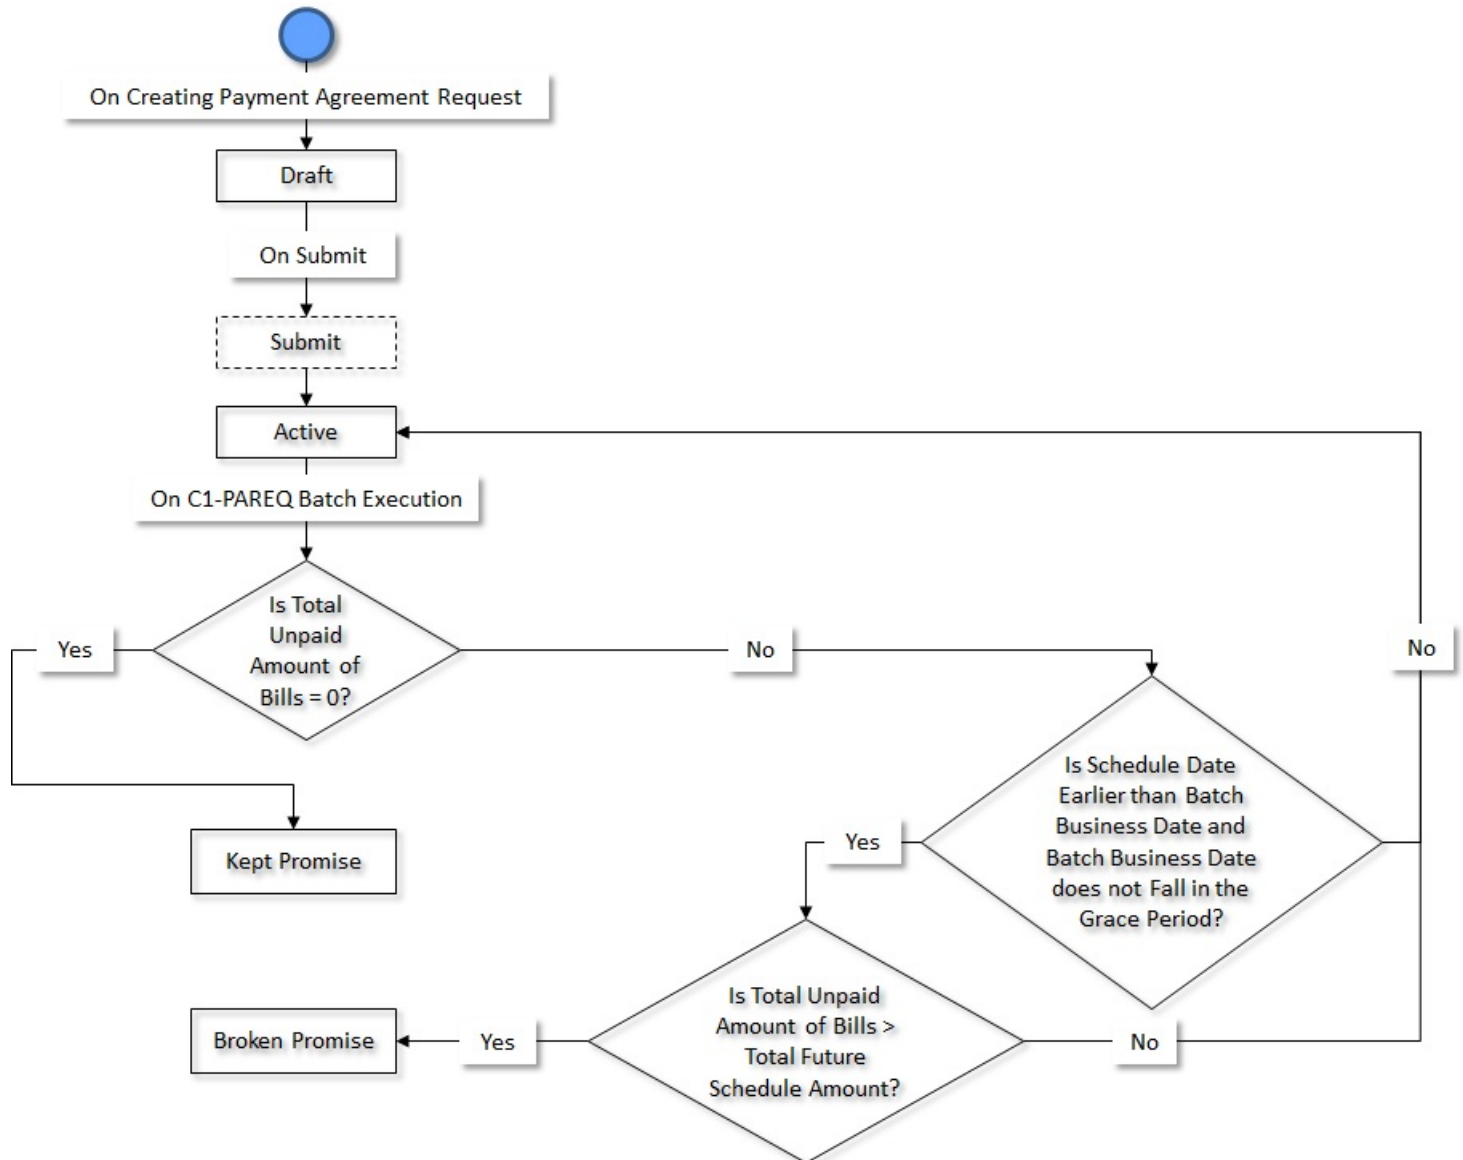 On Creating Payment Agreement Request
Draft
On Submit
Submit
Active
On C1-PAREQ Batch Execution
Is Total
Unpaid
Amount of
Bills = 0?
Yes
No
No
Is Schedule Date
Earlier than Batch
Business Date and
Batch Business Date
does not Fall in the
Grace Period?
Yes
Kept Promise
Is Total Unpaid
Amount of Bills >
Total Future
Schedule Amount?
Broken Promise
Yes
No